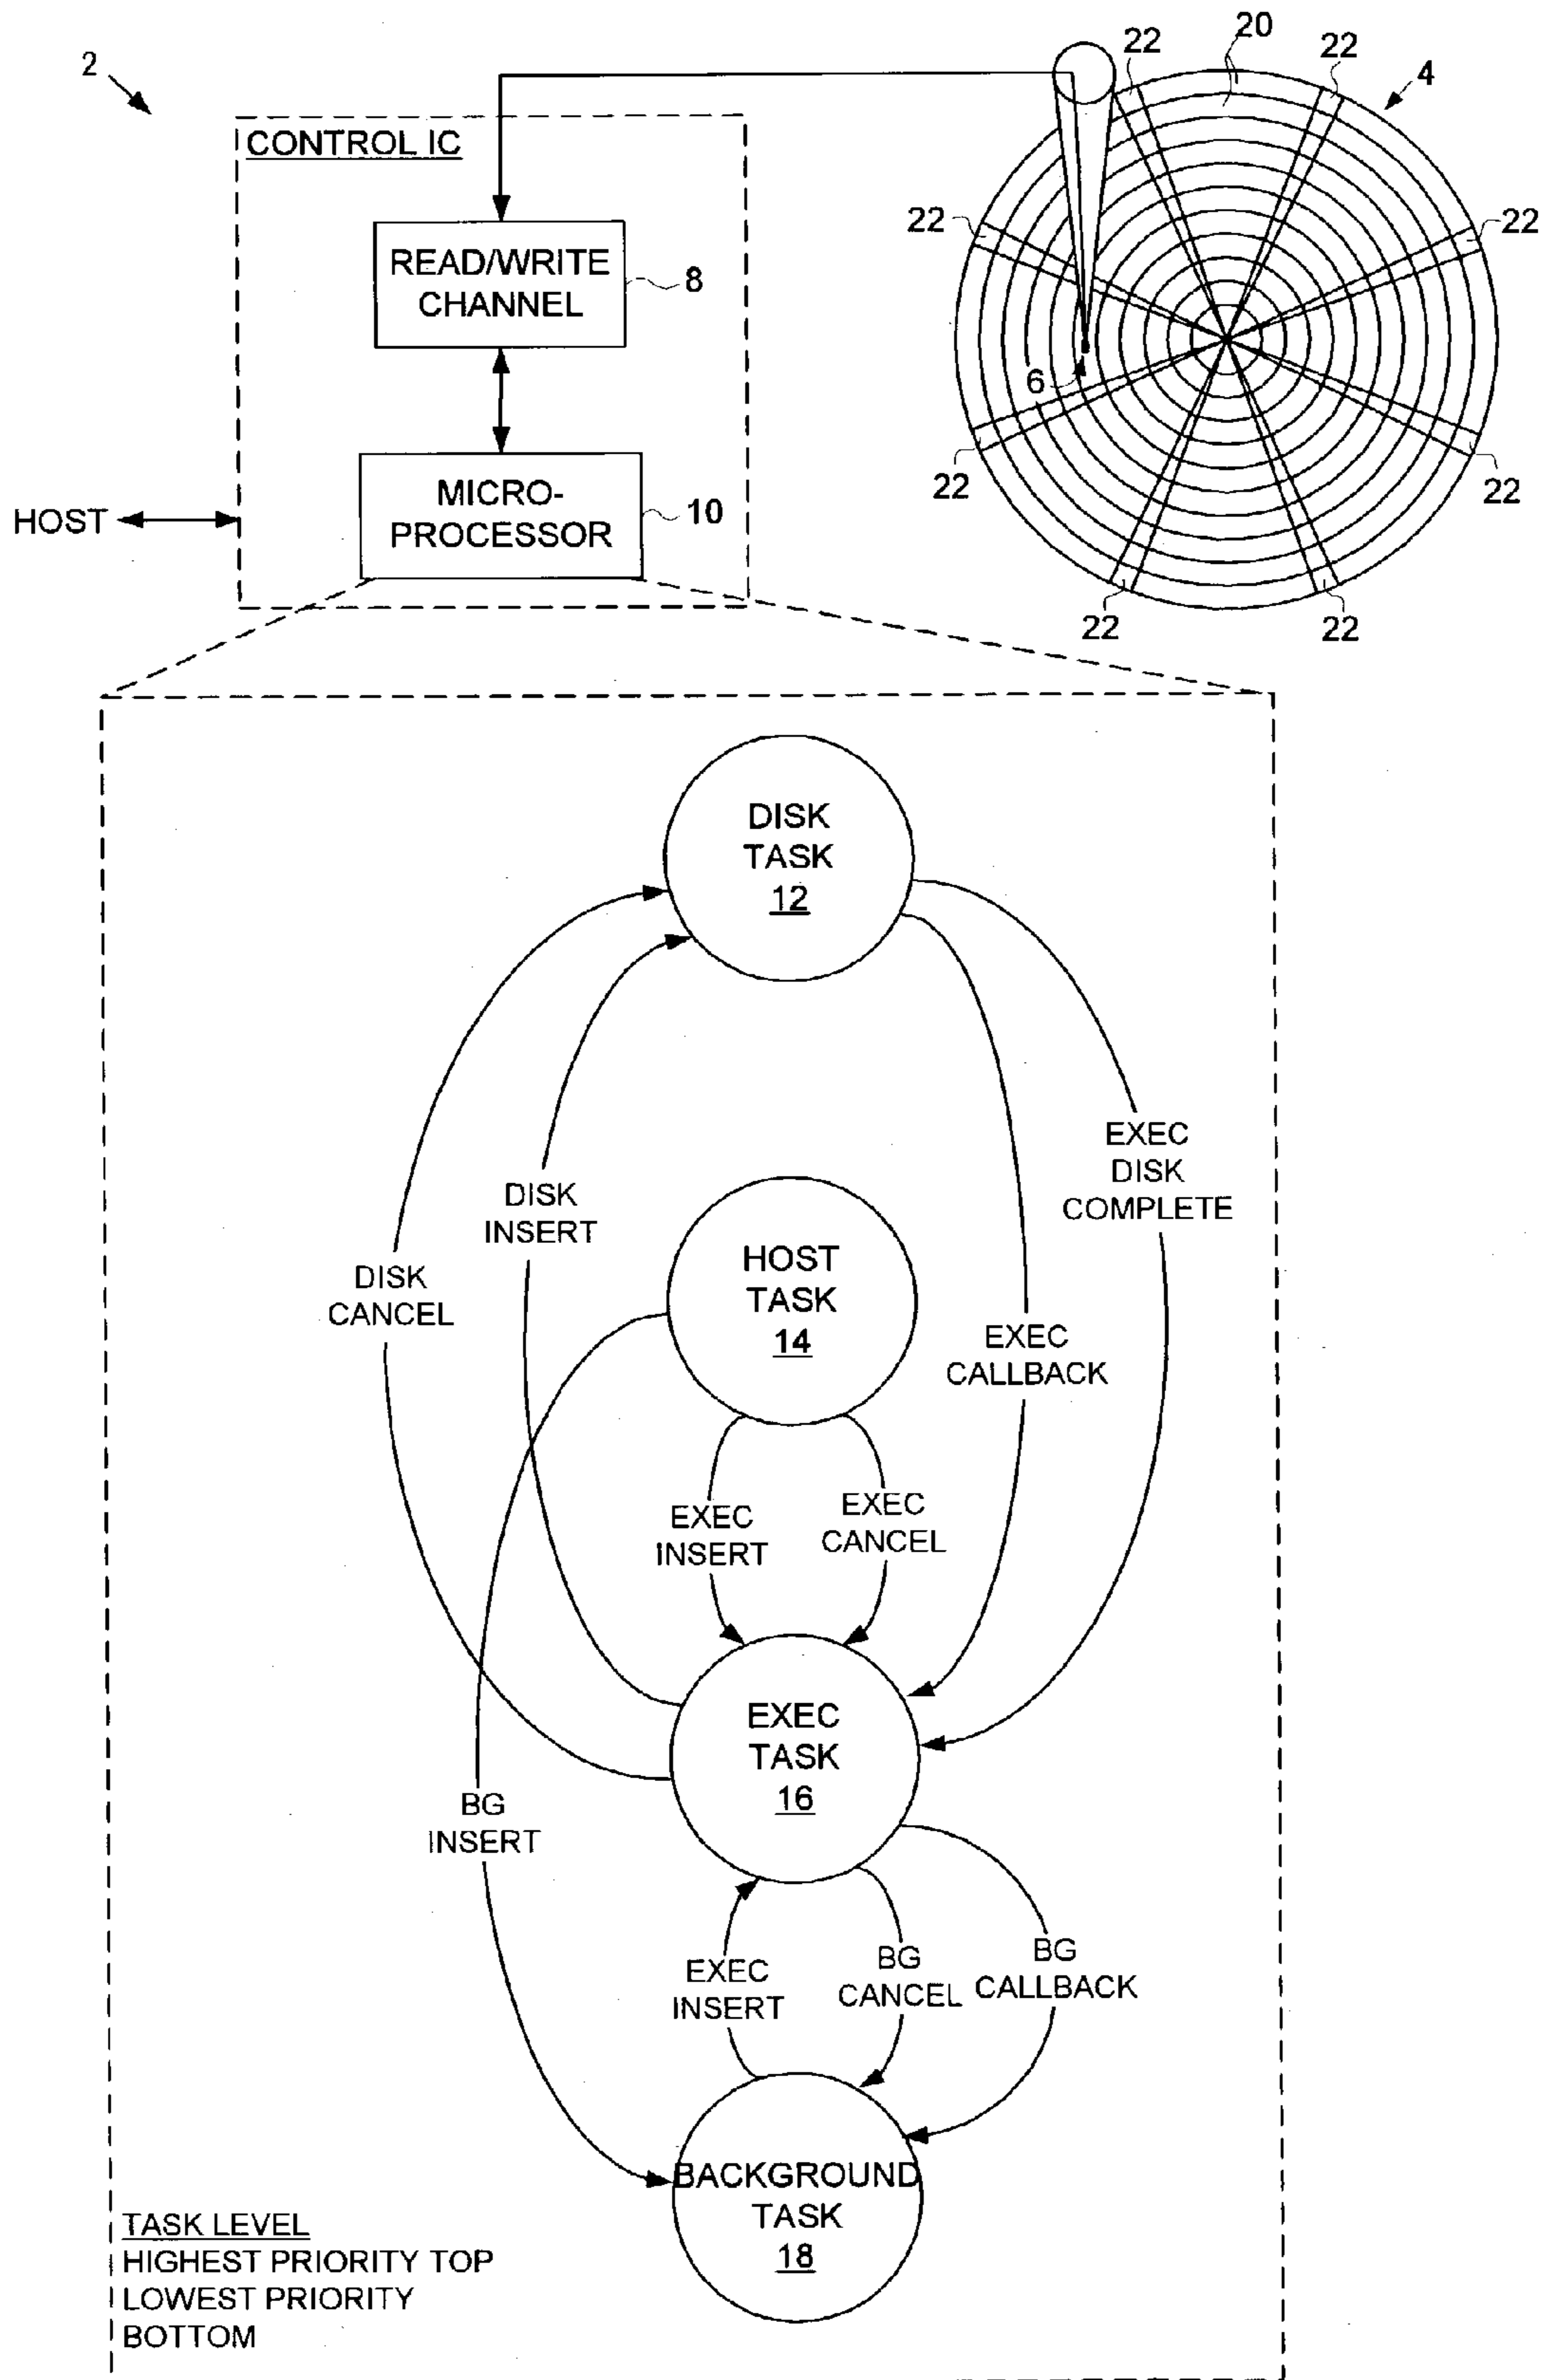 2
CONTROL IC
READ/WRITE
CHANNEL
8
MICRO-
PROCESSOR
10
HOST
20
22
22
4
22
22
6
22
22
22
22
DISK
TASK
12
EXEC
DISK
COMPLETE
DISK
INSERT
HOST
TASK
14
DISK
CANCEL
EXEC
CALLBACK
EXEC
INSERT
EXEC
CANCEL
EXEC
TASK
16
BG
INSERT
EXEC
INSERT
BG
CANCEL
BG
CALLBACK
BACKGROUND
TASK
18
TASK LEVEL
HIGHEST PRIORITY TOP
LOWEST PRIORITY
BOTTOM